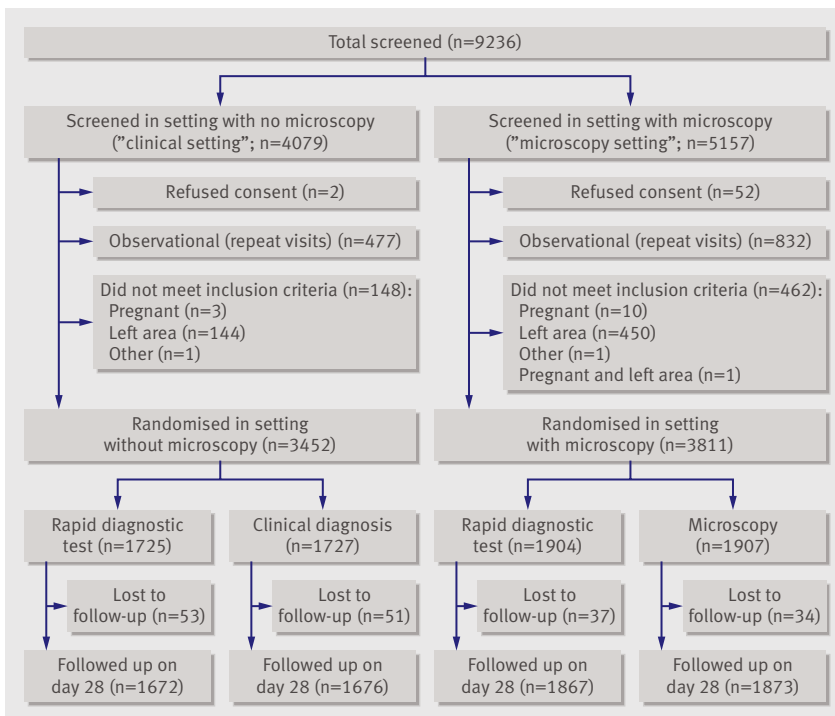 Total screened (n=9236)
Screened in setting with no microscopy
("clinical setting"; n=4079)
Refused consent (n=2)
Observational (repeat visits) (n=477)
Did not meet inclusion criteria (n=148):
Pregnant (n=3)
Left area (n=144)
Other (n=1)
Randomised in setting
without microscopy (n=3452)
Rapid diagnostic
test (n=1725)
Lost to
follow-up (n=53)
Followed up on
day 28 (n=1672)
Clinical diagnosis
(n=1727)
Lost to
follow-up (n=51)
Followed up on
day 28 (n=1676)
Screened in setting with microscopy
("microscopy setting"; n=5157)
Refused consent (n=52)
Observational (repeat visits) (n=832)
Did not meet inclusion criteria (n=462):
Pregnant (n=10)
Left area (n=450)
Other (n=1)
Pregnant and left area (n=1)
Randomised in setting
with microscopy (n=3811)
Rapid diagnostic
test (n=1904)
Lost to
follow-up (n=37)
Followed up on
day 28 (n=1867)
Microscopy
(n=1907)
Lost to
follow-up (n=34)
Followed up on
day 28 (n=1873)